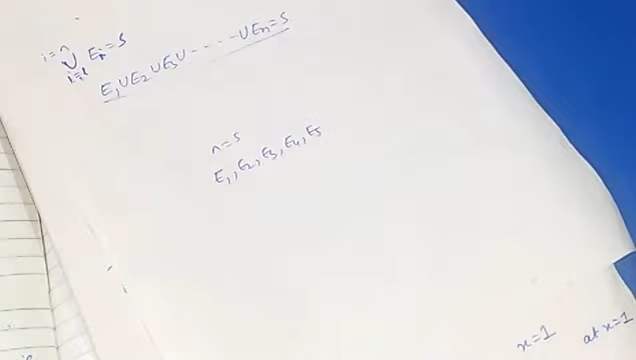 i=n
∪ Ei=S
i=1
E1∪E2∪E3∪-----∪En=S
n=5
E1,E2,E3,E4,E5
x=1 at x=1